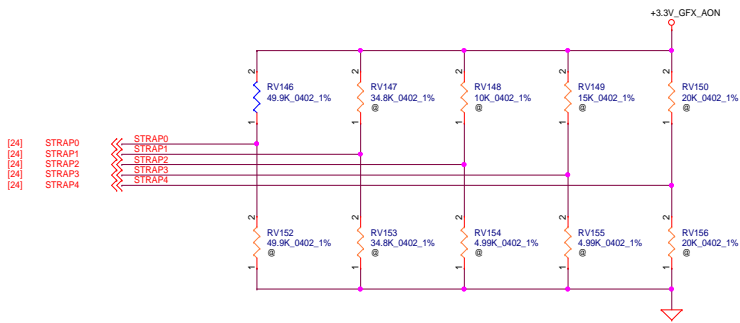 +3.3V_GFX_AON
2 2 2 2 2
RV146 RV147 RV148 RV149 RV150
49.9K_0402_1% 34.8K_0402_1% 10K_0402_1% 15K_0402_1% 20K_0402_1%
@ @ @ @
1 1 1 1 1
[24] STRAP0 STRAP0
[24] STRAP1 STRAP1
[24] STRAP2 STRAP2
[24] STRAP3 STRAP3
[24] STRAP4 STRAP4
2 2 2 2 2
RV152 RV153 RV154 RV155 RV156
49.9K_0402_1% 34.8K_0402_1% 4.99K_0402_1% 4.99K_0402_1% 20K_0402_1%
@ @ @ @ @
1 1 1 1 1